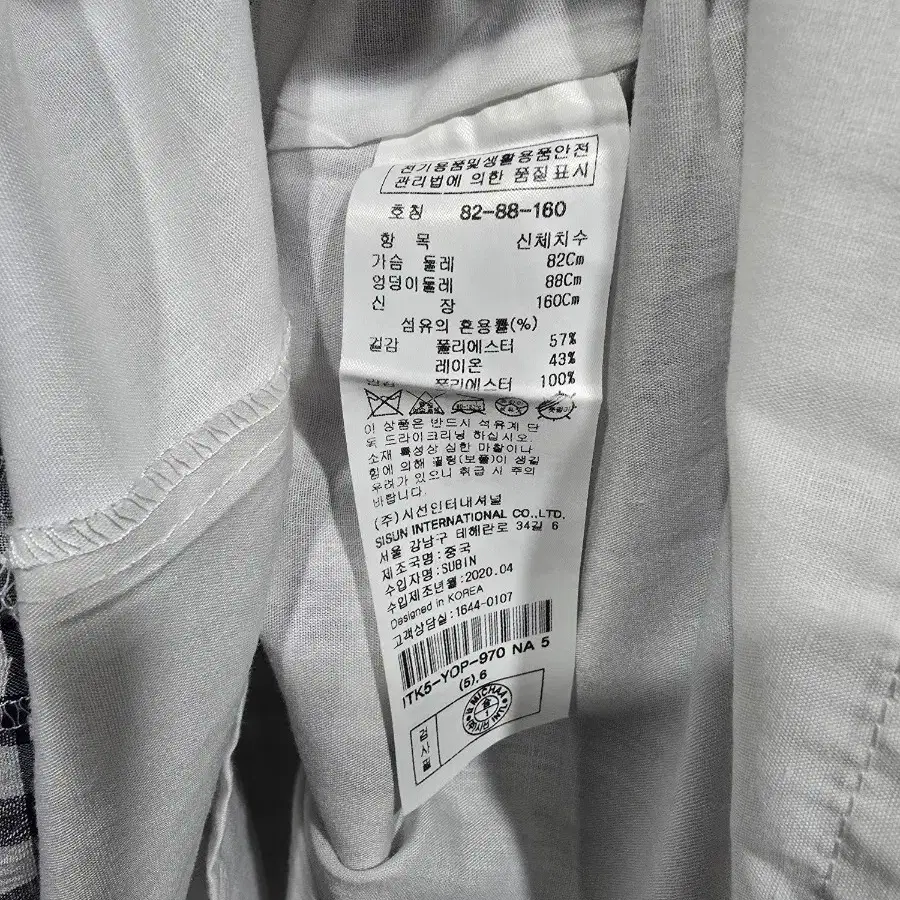 전기용품및생활용품안전
관리법에 의한 품질표시
호칭 82-88-160
항 목 신체치수
가슴 둘레 82Cm
엉덩이둘레 88Cm
신 장 160Cm
섬유의 혼용률(%)
겉감 폴리에스터 57%
레이온 43%
안감 폴리에스터 100%
이 상품은 반드시 석유계 단
독 드라이크리닝 하십시오.
소재 특성상 심한 마찰이나
힘에 의해 필링(보풀)이 생길
우려가 있으니 취급 시 주의
바랍니다.
(주)시선인터내셔널
SISUN INTERNATIONAL CO.,LTD.
서울 강남구 테헤란로 34길 6
제조국명:중국
수입자명:SUBIN
수입제조년월:2020.04
Designed in KOREA
고객상담실:1644-0107
ITK5-YOP-970 NA 5
(5).6
검사필
MICHAA